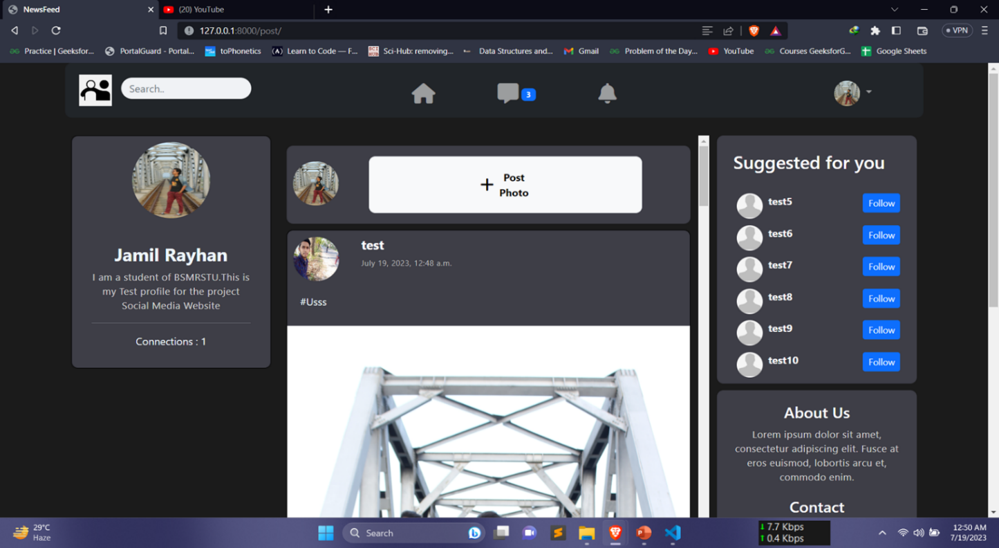 NewsFeed
(20) YouTube
127.0.0.1:8000/post/
VPN
Practice | Geeksfor...
PortalGuard - Portal...
toPhonetics
Learn to Code — F...
SCI HUB
Sci-Hub: removing...
Data Structures and...
Gmail
Problem of the Day...
YouTube
Courses GeeksforG...
Google Sheets
Search..
3
Jamil Rayhan
I am a student of BSMRSTU.This is
my Test profile for the project
Social Media Website
Connections : 1
Post
Photo
test
July 19, 2023, 12:48 a.m.
#Usss
Suggested for you
test5
Follow
test6
Follow
test7
Follow
test8
Follow
test9
Follow
test10
Follow
About Us
Lorem ipsum dolor sit amet,
consectetur adipiscing elit. Fusce at
eros euismod, lobortis arcu et,
commodo enim.
Contact
29°C
Haze
Search
7.7 Kbps
0.4 Kbps
12:50 AM
7/19/2023